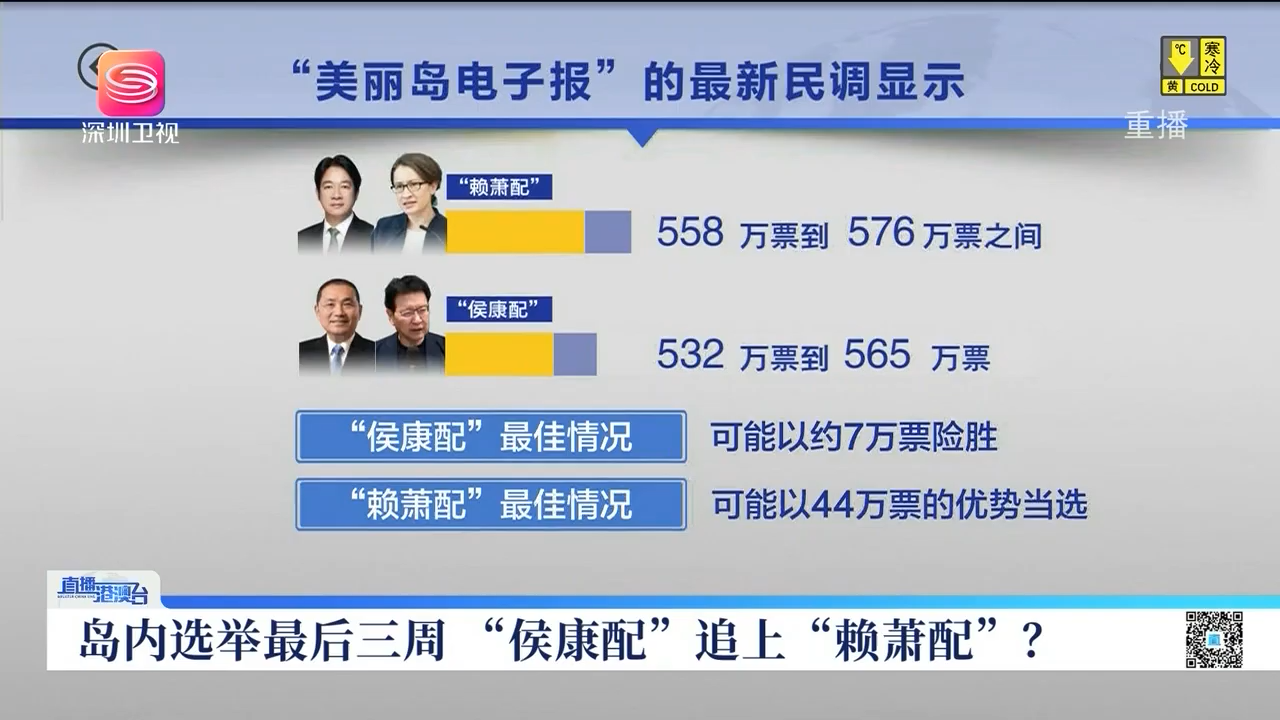 “美丽岛电子报”的最新民调显示
℃
寒冷
黄 COLD
深圳卫视
重播
“赖萧配”
558 万票到 576万票之间
“侯康配”
532 万票到 565 万票
“侯康配”最佳情况 可能以约7万票险胜
“赖萧配”最佳情况 可能以44万票的优势当选
直播港澳台
岛内选举最后三周 “侯康配”追上“赖萧配”？